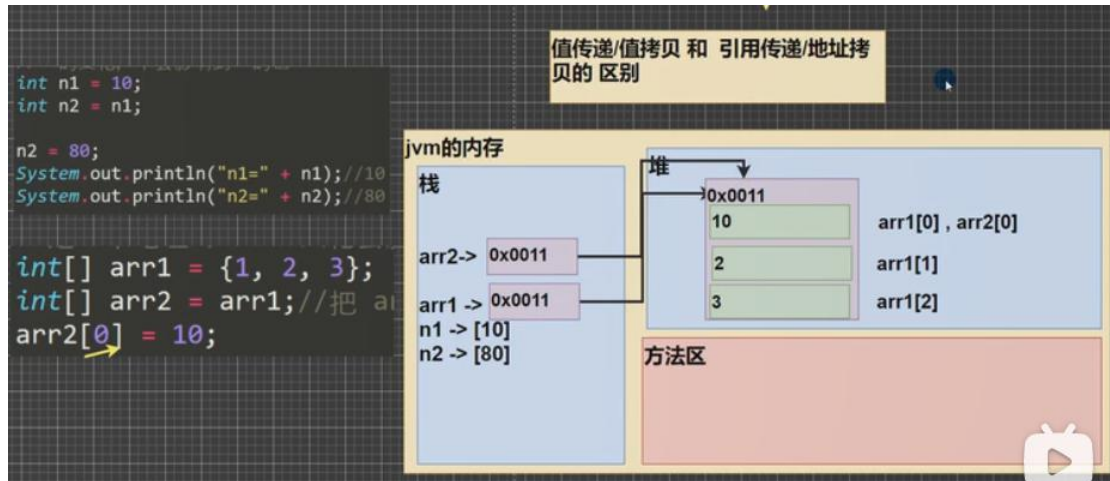 值传递/值拷贝 和 引用传递/地址拷
贝的 区别
int n1 = 10;
int n2 = n1;
n2 = 80;
System.out.println("n1=" + n1);//10
System.out.println("n2=" + n2);//80
int[] arr1 = {1, 2, 3};
int[] arr2 = arr1;//把 a
arr2[0] = 10;
jvm的内存
栈
arr2-> 0x0011
arr1 -> 0x0011
n1 -> [10]
n2 -> [80]
堆
0x0011
10 arr1[0] , arr2[0]
2 arr1[1]
3 arr1[2]
方法区